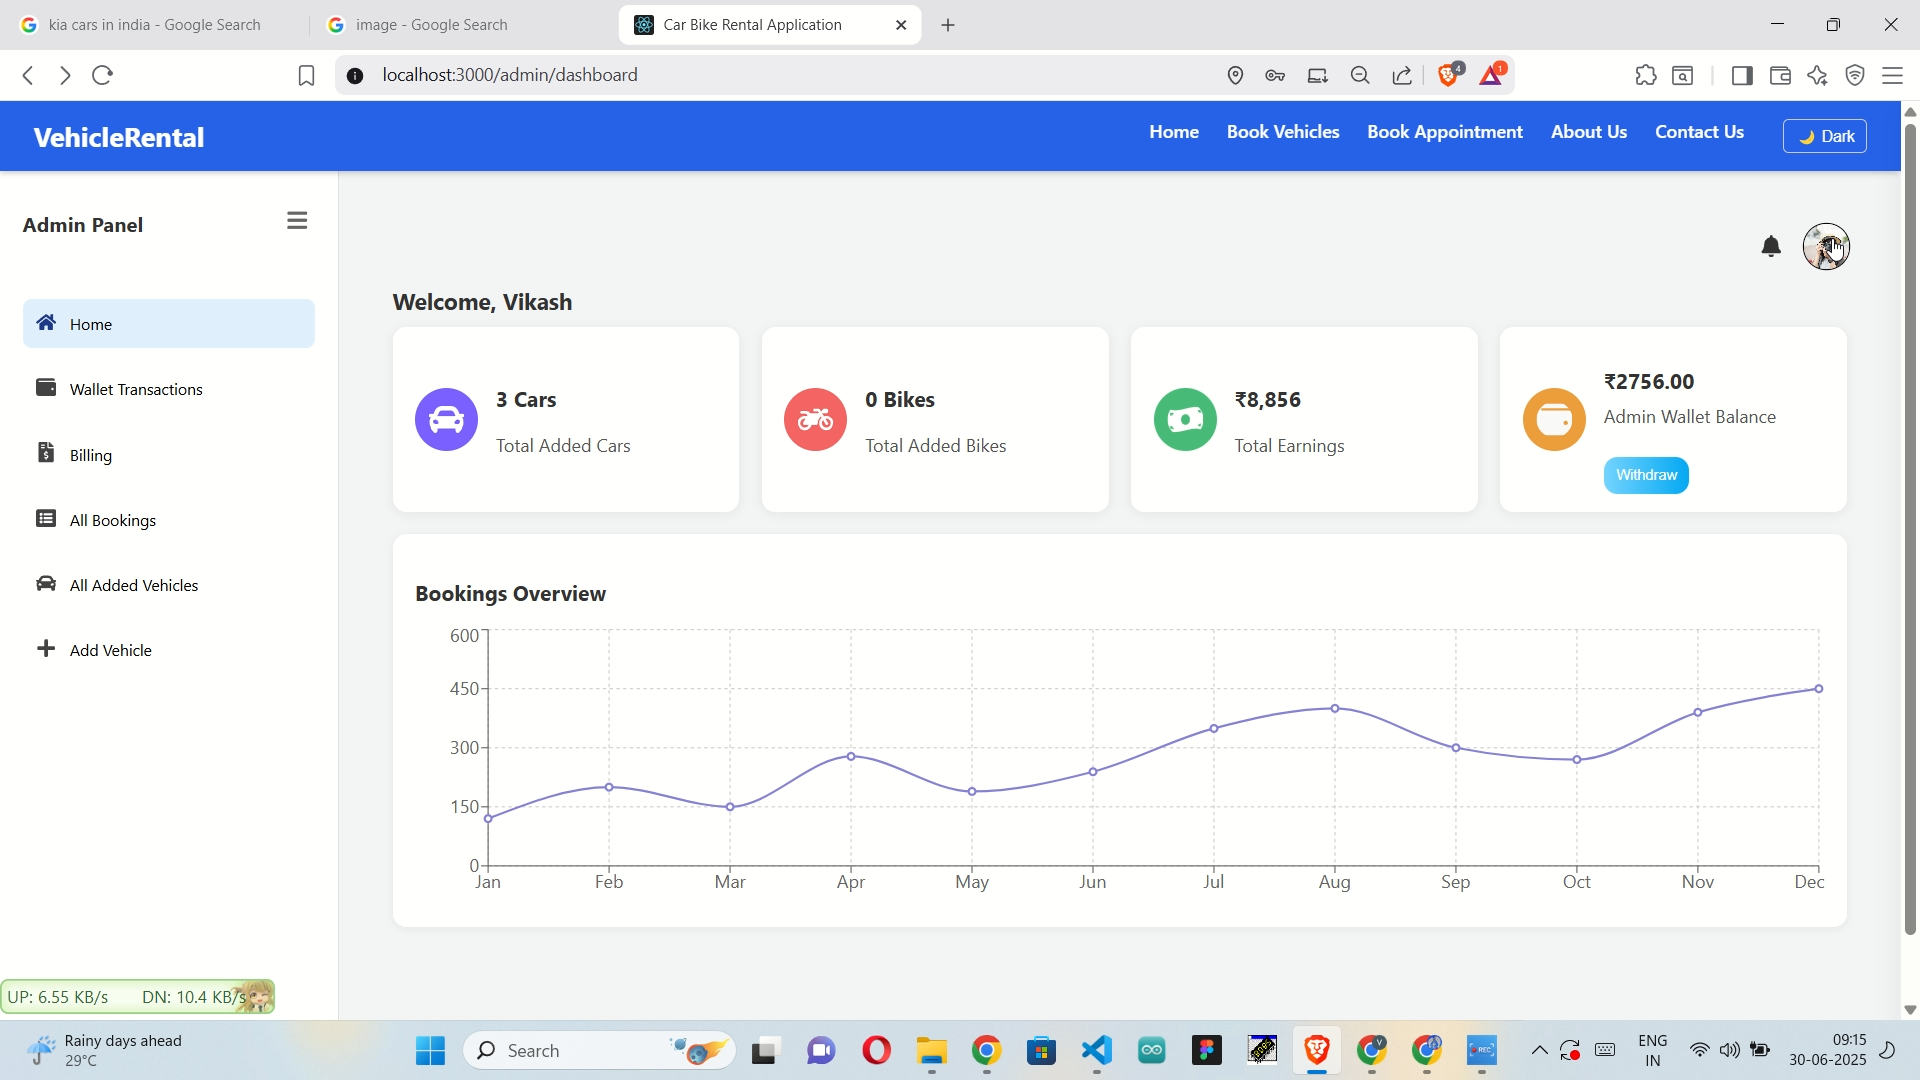 kia cars in india - Google Search
image - Google Search
Car Bike Rental Application
localhost:3000/admin/dashboard
4
1
VehicleRental
Home
Book Vehicles
Book Appointment
About Us
Contact Us
Dark
Admin Panel
Home
Wallet Transactions
Billing
All Bookings
All Added Vehicles
Add Vehicle
Welcome, Vikash
3 Cars
Total Added Cars
0 Bikes
Total Added Bikes
₹8,856
Total Earnings
₹2756.00
Admin Wallet Balance
Withdraw
Bookings Overview
600
450
300
150
0
Jan
Feb
Mar
Apr
May
Jun
Jul
Aug
Sep
Oct
Nov
Dec
UP: 6.55 KB/s
DN: 10.4 KB/s
Rainy days ahead
29°C
Search
V
REC
ENG
IN
09:15
30-06-2025